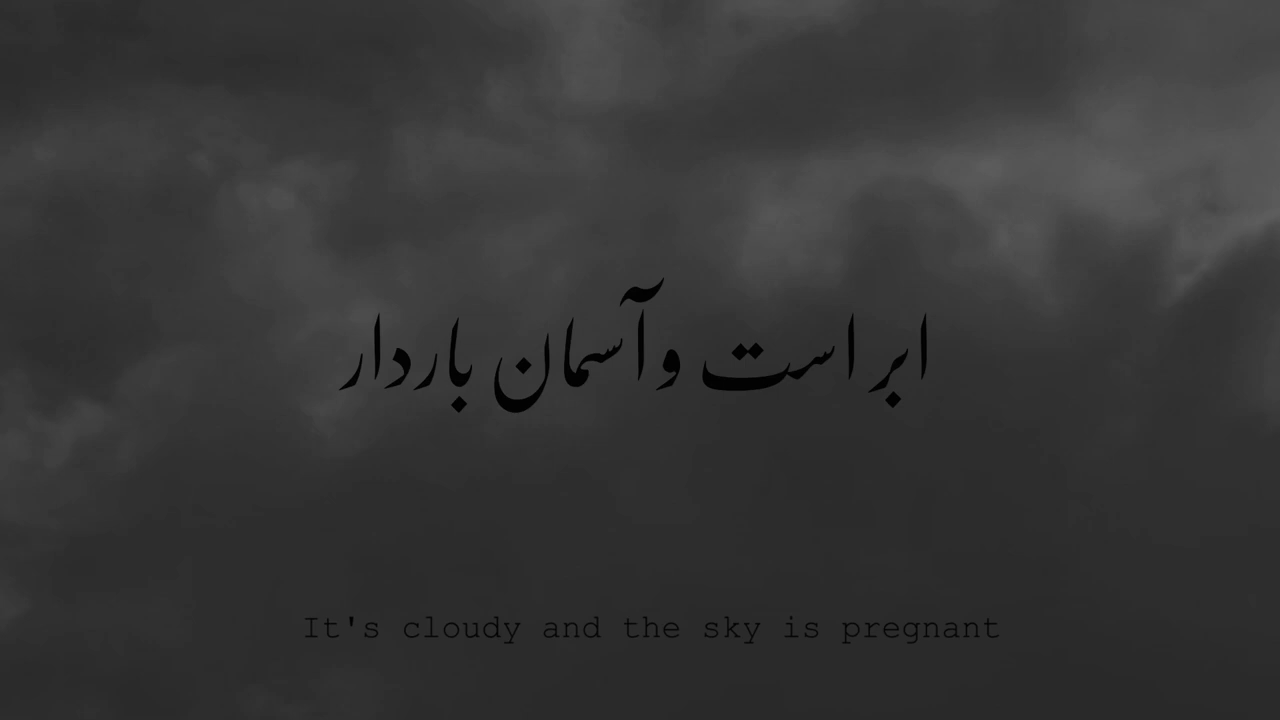 ابر است و آسمان باردار
It's cloudy and the sky is pregnant